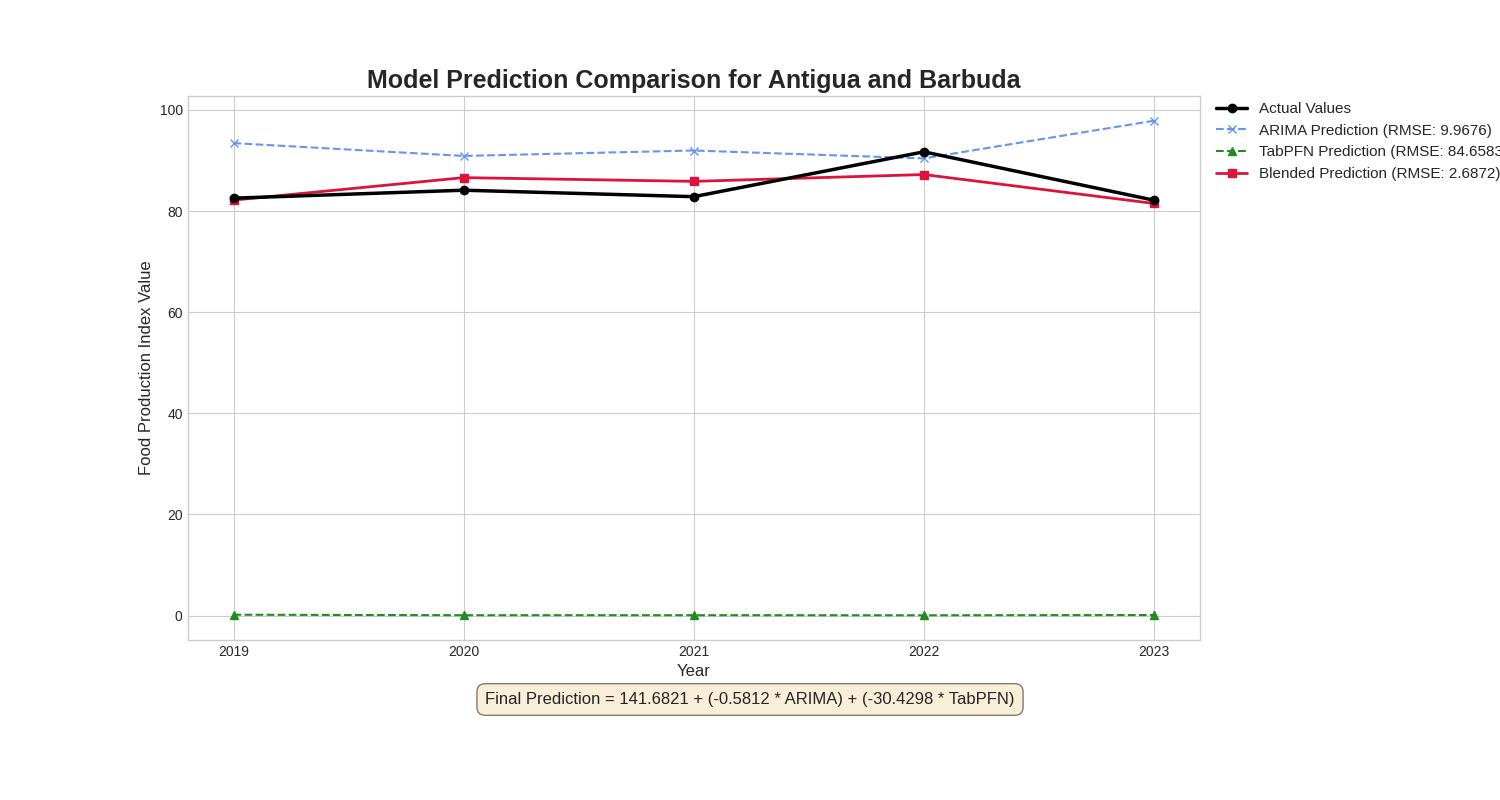 Model Prediction Comparison for Antigua and Barbuda
100
80
60
40
20
0
Food Production Index Value
2019 2020 2021 2022 2023
Year
Actual Values
ARIMA Prediction (RMSE: 9.9676)
TabPFN Prediction (RMSE: 84.6583
Blended Prediction (RMSE: 2.6872)
Final Prediction = 141.6821 + (-0.5812 * ARIMA) + (-30.4298 * TabPFN)